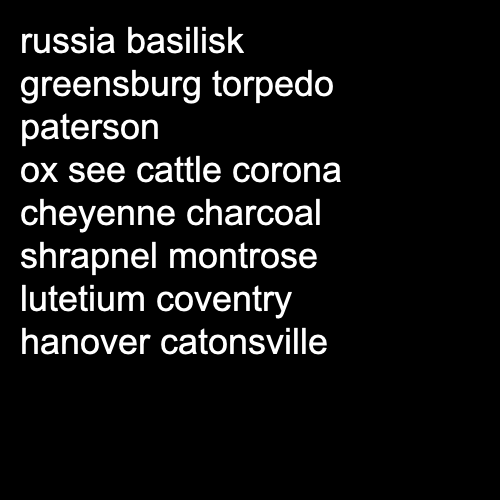 russia basilisk
greensburg torpedo
paterson
ox see cattle corona
cheyenne charcoal
shrapnel montrose
lutetium coventry
hanover catonsville